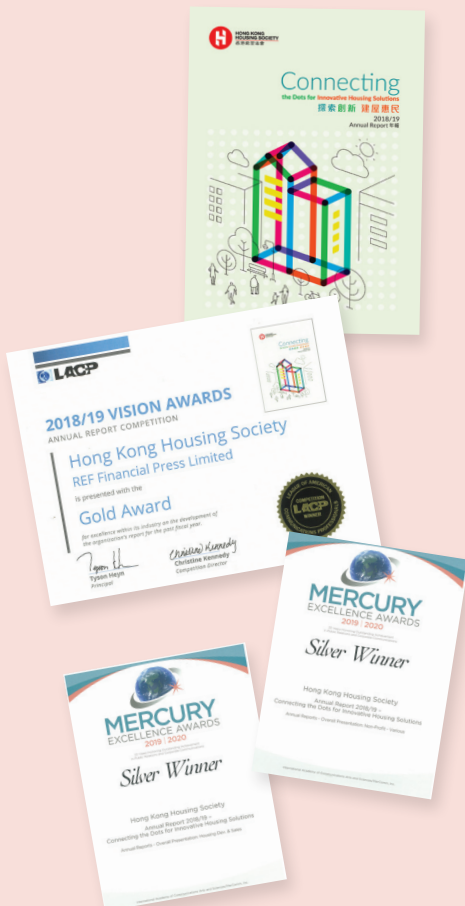 HONG KONG
HOUSING SOCIETY
香港房屋協會
Connecting
the Dots for Innovative Housing Solutions
探索創新 建屋惠民
2018/19
Annual Report 年報
LACP
2018/19 VISION AWARDS
ANNUAL REPORT COMPETITION
Hong Kong Housing Society
REF Financial Press Limited
is presented with the
Gold Award
for excellence within its industry on the development of
the organization's report for the past fiscal year.
Tyson Heyn
Principal
Christine Kennedy
Competition Director
Connecting
COMPETITION
LACP
WINNER
MERCURY
EXCELLENCE AWARDS
2019 | 2020
Silver Winner
Hong Kong Housing Society
Annual Report 2018/19 –
Connecting the Dots for Innovative Housing Solutions
Annual Reports - Overall Presentation: Non-Profit - Various
MERCURY
EXCELLENCE AWARDS
2019 | 2020
Silver Winner
Hong Kong Housing Society
Annual Report 2018/19 –
Connecting the Dots for Innovative Housing Solutions
Annual Reports - Overall Presentation: Housing Dev. &